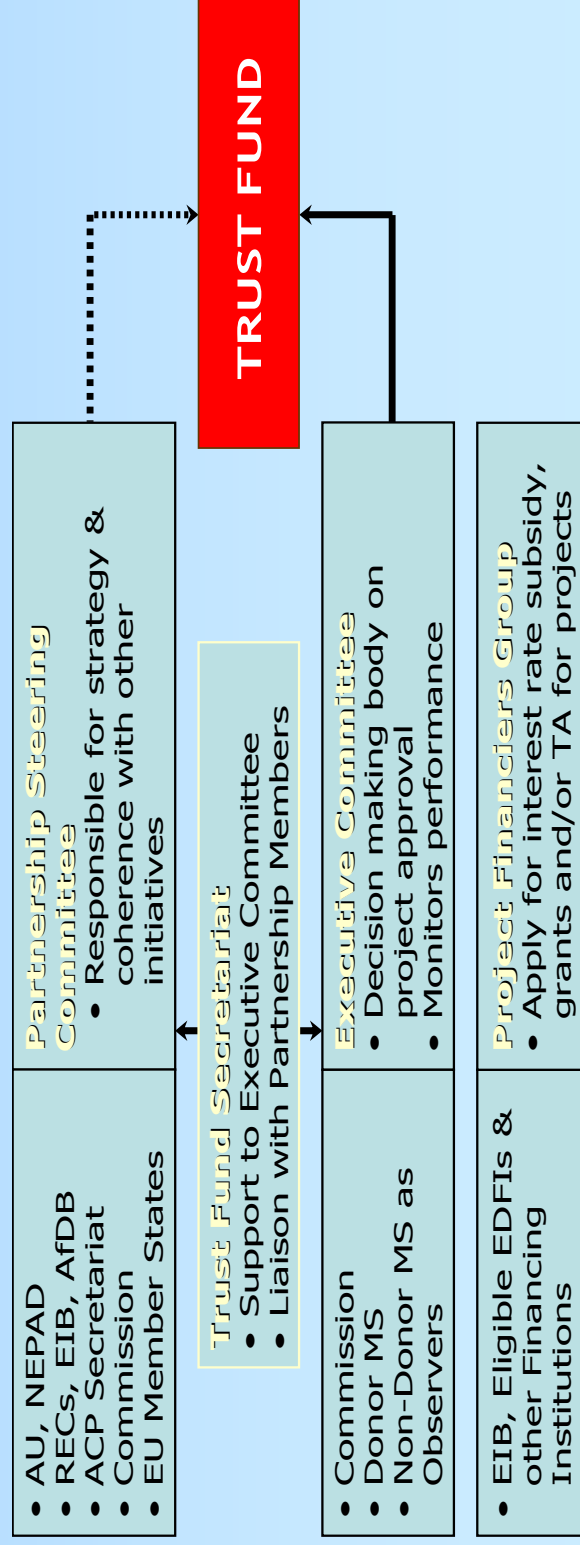 • AU, NEPAD
• RECs, EIB, AfDB
• ACP Secretariat
• Commission
• EU Member States
Partnership Steering
Committee
• Responsible for strategy &
coherence with other
initiatives
Trust Fund Secretariat
• Support to Executive Committee
• Liaison with Partnership Members
TRUST FUND
• Commission
• Donor MS
• Non-Donor MS as
Observers
Executive Committee
• Decision making body on
project approval
• Monitors performance
• EIB, Eligible EDFIs &
other Financing
Institutions
Project Financiers Group
• Apply for interest rate subsidy,
grants and/or TA for projects